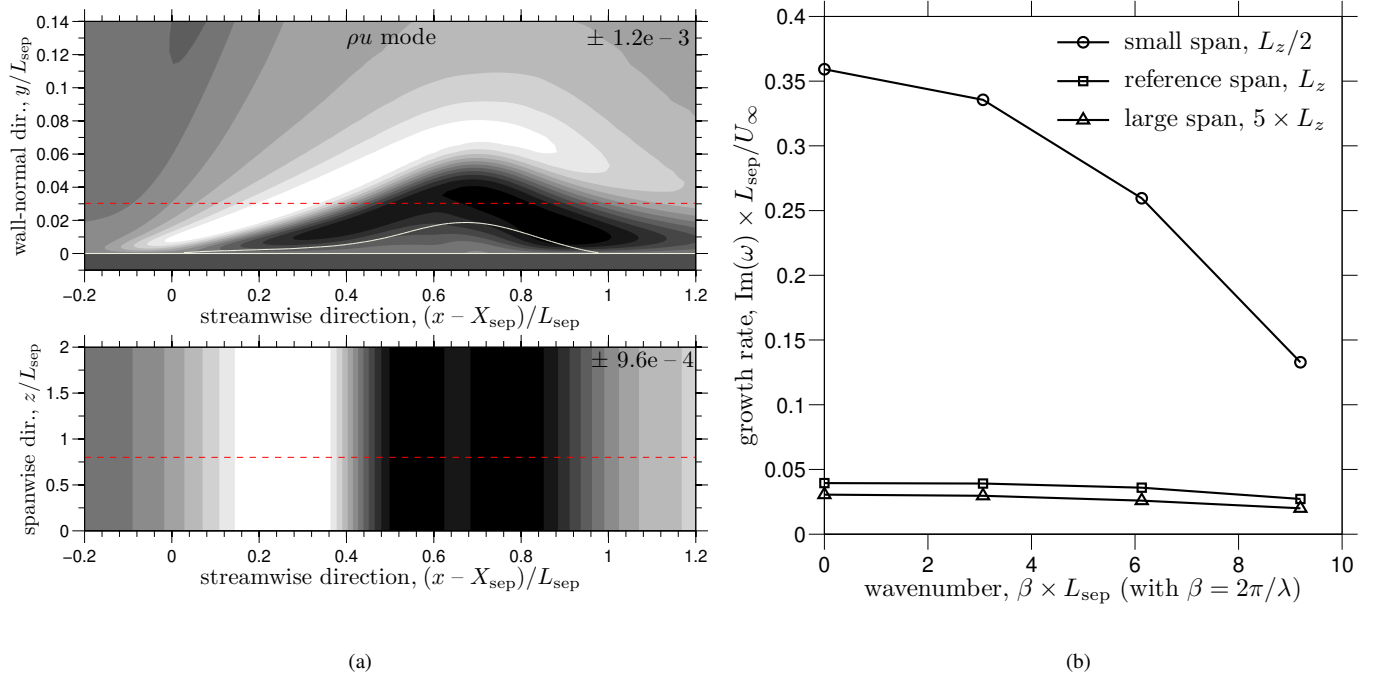 ρu mode
± 1.2e – 3
wall-normal dir., y/L_sep
0.14
0.12
0.1
0.08
0.06
0.04
0.02
0
−0.2 0 0.2 0.4 0.6 0.8 1 1.2
streamwise direction, (x – X_sep)/L_sep
± 9.6e – 4
spanwise dir., z/L_sep
2
1.5
1
0.5
0
−0.2 0 0.2 0.4 0.6 0.8 1 1.2
streamwise direction, (x – X_sep)/L_sep
(a)
growth rate, Im(ω) × L_sep/U_∞
0.4
0.35
0.3
0.25
0.2
0.15
0.1
0.05
0
small span, L_z/2
reference span, L_z
large span, 5 × L_z
0 2 4 6 8 10
wavenumber, β × L_sep (with β = 2π/λ)
(b)